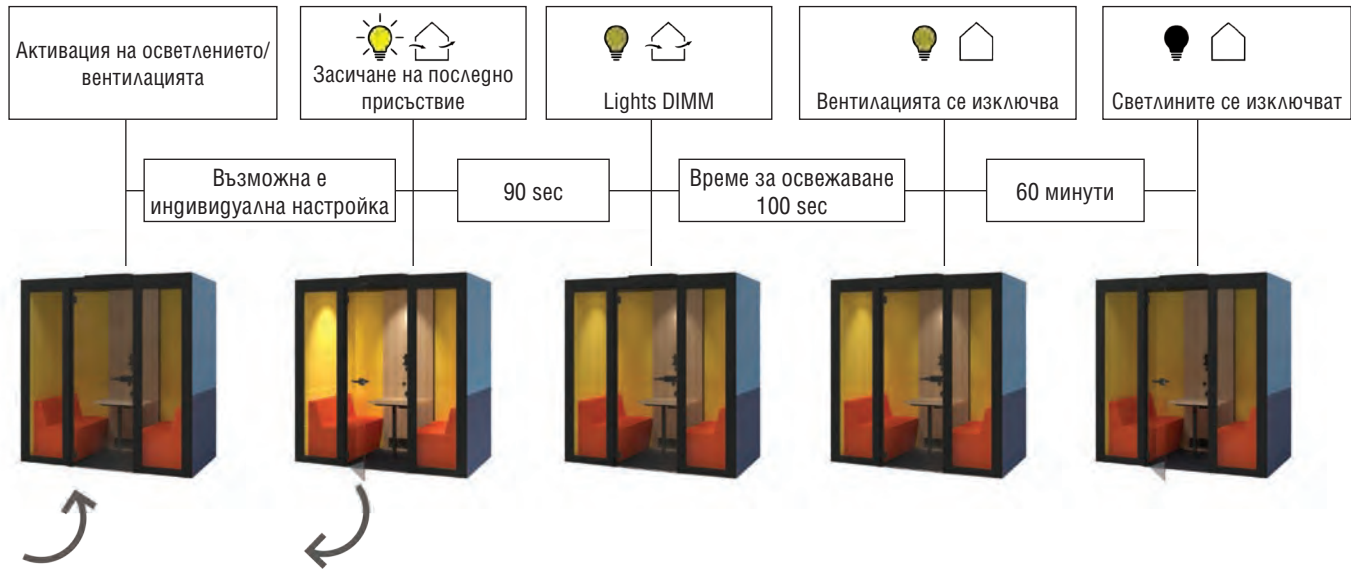 Активация на осветлението/
вентилацията
Засичане на последно
присъствие
Lights DIMM
Вентилацията се изключва
Светлините се изключват
Възможна е
индивидуална настройка
90 sec
Време за освежаване
100 sec
60 минути